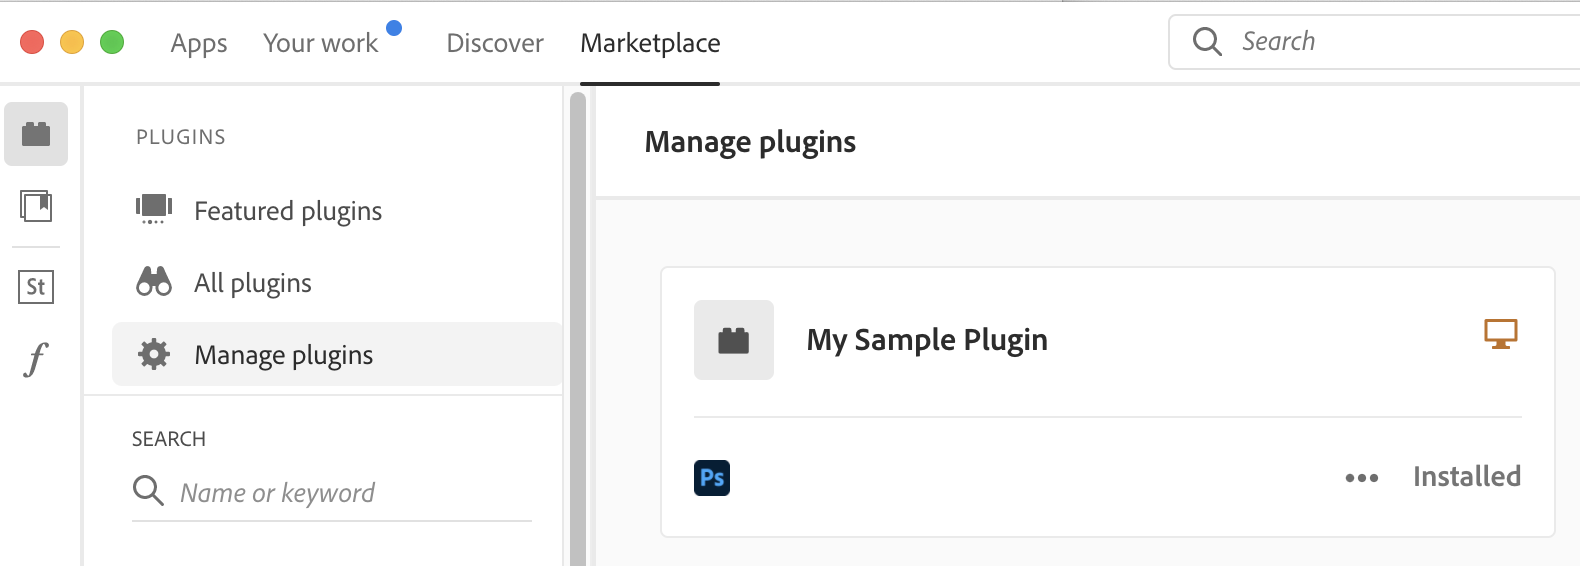 Apps Your work Discover Marketplace Search
PLUGINS
Featured plugins
All plugins
Manage plugins
SEARCH
Name or keyword
St
f
Manage plugins
My Sample Plugin
Ps ••• Installed